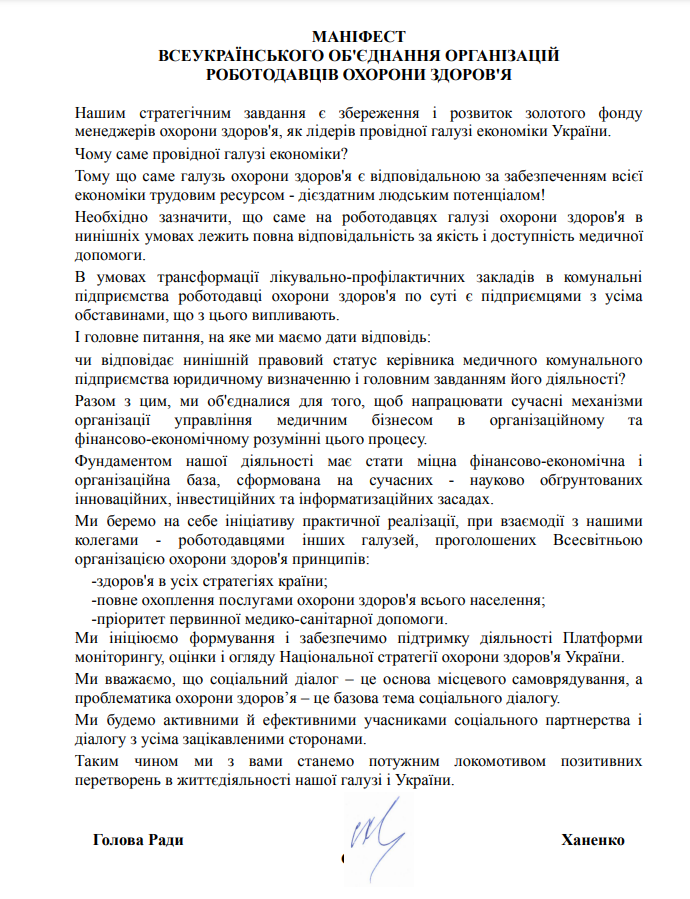 МАНІФЕСТ
ВСЕУКРАЇНСЬКОГО ОБ'ЄДНАННЯ ОРГАНІЗАЦІЙ
РОБОТОДАВЦІВ ОХОРОНИ ЗДОРОВ'Я
Нашим стратегічним завдання є збереження і розвиток золотого фонду
менеджерів охорони здоров'я, як лідерів провідної галузі економіки України.
Чому саме провідної галузі економіки?
Тому що саме галузь охорони здоров'я є відповідальною за забезпеченням всієї
економіки трудовим ресурсом - дієздатним людським потенціалом!
Необхідно зазначити, що саме на роботодавцях галузі охорони здоров'я в
нинішніх умовах лежить повна відповідальність за якість і доступність медичної
допомоги.
В умовах трансформації лікувально-профілактичних закладів в комунальні
підприємства роботодавці охорони здоров'я по суті є підприємцями з усіма
обставинами, що з цього випливають.
І головне питання, на яке ми маємо дати відповідь:
чи відповідає нинішній правовий статус керівника медичного комунального
підприємства юридичному визначенню і головним завданням його діяльності?
Разом з цим, ми об'єдналися для того, щоб напрацювати сучасні механізми
організації управління медичним бізнесом в організаційному та
фінансово-економічному розумінні цього процесу.
Фундаментом нашої діяльності має стати міцна фінансово-економічна і
організаційна база, сформована на сучасних - науково обґрунтованих
інноваційних, інвестиційних та інформатизаційних засадах.
Ми беремо на себе ініціативу практичної реалізації, при взаємодії з нашими
колегами - роботодавцями інших галузей, проголошених Всесвітньою
організацією охорони здоров'я принципів:
-здоров'я в усіх стратегіях країни;
-повне охоплення послугами охорони здоров'я всього населення;
-пріоритет первинної медико-санітарної допомоги.
Ми ініціюємо формування і забезпечимо підтримку діяльності Платформи
моніторингу, оцінки і огляду Національної стратегії охорони здоров'я України.
Ми вважаємо, що соціальний діалог – це основа місцевого самоврядування, а
проблематика охорони здоров’я – це базова тема соціального діалогу.
Ми будемо активними й ефективними учасниками соціального партнерства і
діалогу з усіма зацікавленими сторонами.
Таким чином ми з вами станемо потужним локомотивом позитивних
перетворень в життєдіяльності нашої галузі і України.
Голова Ради Ханенко